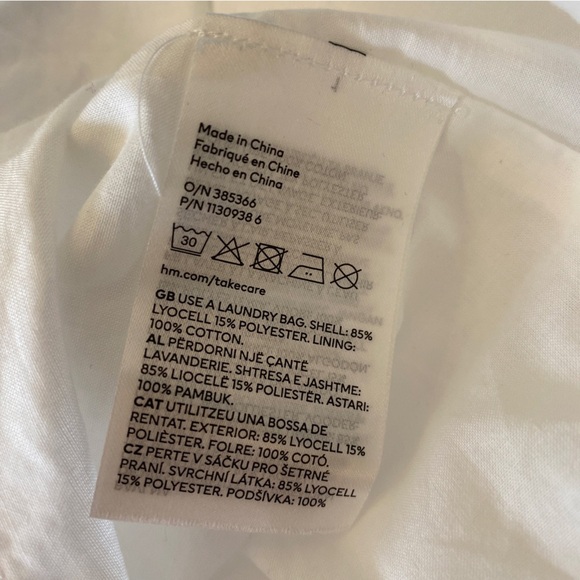 Made in China
Fabriqué en Chine
Hecho en China
O/N 385366
P/N 1130938 6
30
hm.com/takecare
GB USE A LAUNDRY BAG. SHELL: 85%
LYOCELL 15% POLYESTER. LINING:
100% COTTON.
AL PËRDORNI NJË ÇANTË
LAVANDERIE. SHTRESA E JASHTME:
85% LIOCELË 15% POLIESTËR. ASTARI:
100% PAMBUK.
CAT UTILITZEU UNA BOSSA DE
RENTAT. EXTERIOR: 85% LYOCELL 15%
POLIÈSTER. FOLRE: 100% COTÓ.
CZ PERTE V SÁČKU PRO ŠETRNÉ
PRANÍ. SVRCHNÍ LÁTKA: 85% LYOCELL
15% POLYESTER. PODŠÍVKA: 100%